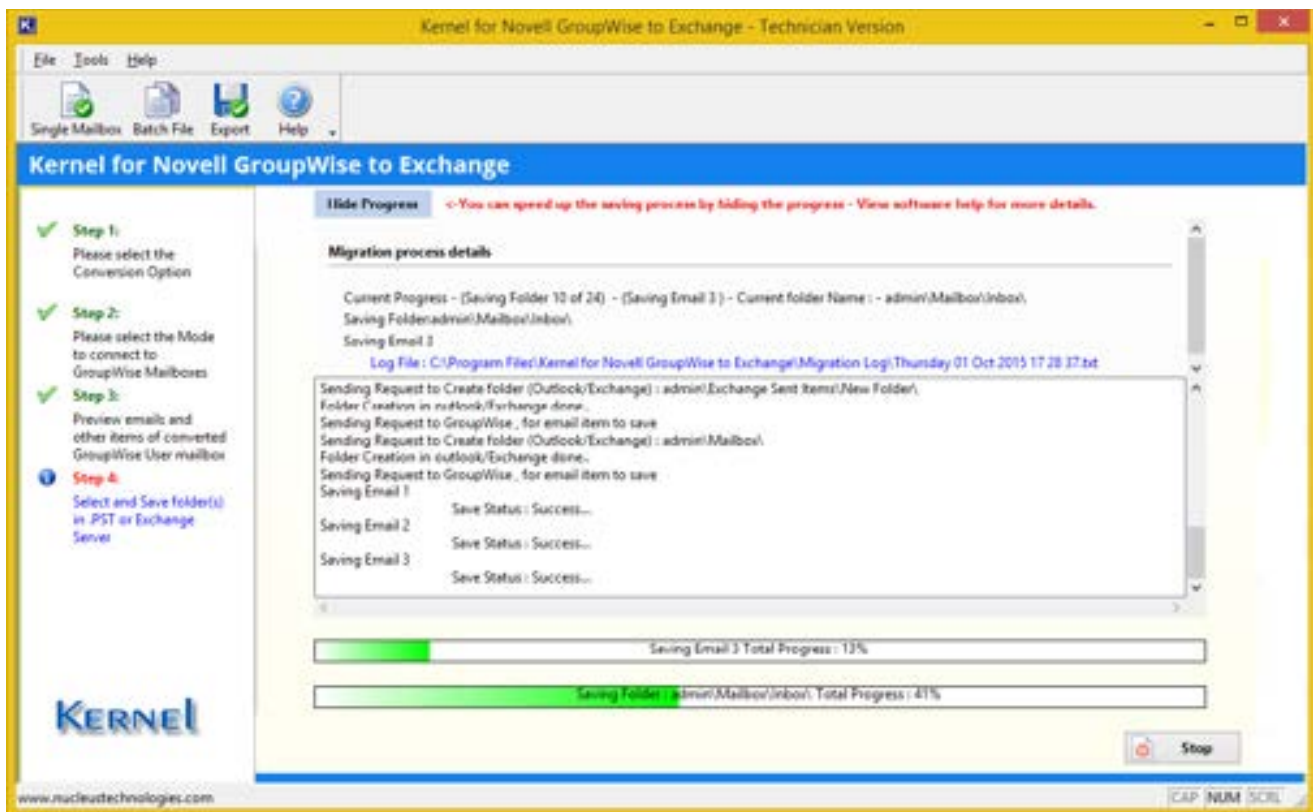 Kernel for Novell GroupWise to Exchange - Technician Version
File Tools Help
Single Mailbox Batch File Export Help
Kernel for Novell GroupWise to Exchange
Hide Progress <-You can speed up the saving process by hiding the progress - View software help for more details.
Step 1:
Please select the
Conversion Option
Step 2:
Please select the Mode
to connect to
GroupWise Mailboxes
Step 3:
Preview emails and
other items of converted
GroupWise User mailbox
Step 4:
Select and Save folder(s)
in .PST or Exchange
Server
Migration process details
Current Progress - (Saving Folder 10 of 24) - (Saving Email 3 ) - Current folder Name : - admin\Mailbox\Inbox\
Saving Folder:admin\Mailbox\Inbox\
Saving Email 3
Log File : C:\Program Files\Kernel for Novell GroupWise to Exchange\Migration Log\Thursday 01 Oct 2015 17 28 37.txt
Sending Request to Create folder (Outlook/Exchange) : admin\Exchange Sent Items\New Folder\
Folder Creation in outlook/Exchange done..
Sending Request to GroupWise , for email item to save
Sending Request to Create folder (Outlook/Exchange) : admin\Mailbox\
Folder Creation in outlook/Exchange done..
Sending Request to GroupWise , for email item to save
Saving Email 1
Save Status : Success...
Saving Email 2
Save Status : Success...
Saving Email 3
Save Status : Success...
Saving Email 3 Total Progress : 13%
Saving Folder : admin\Mailbox\Inbox\ Total Progress : 41%
KERNEL
Stop
www.nucleustechnologies.com
CAP NUM SCRL